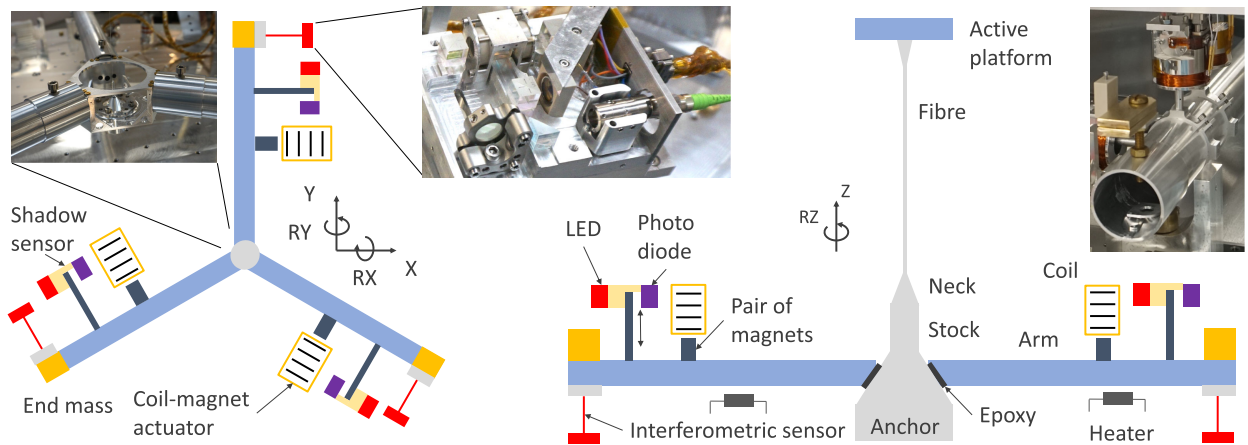 Shadow
sensor
Y
RY
RX
X
End mass
Coil-magnet
actuator
Active
platform
Fibre
Z
RZ
LED
Photo
diode
Pair of
magnets
Neck
Stock
Coil
Arm
Interferometric sensor
Anchor
Epoxy
Heater